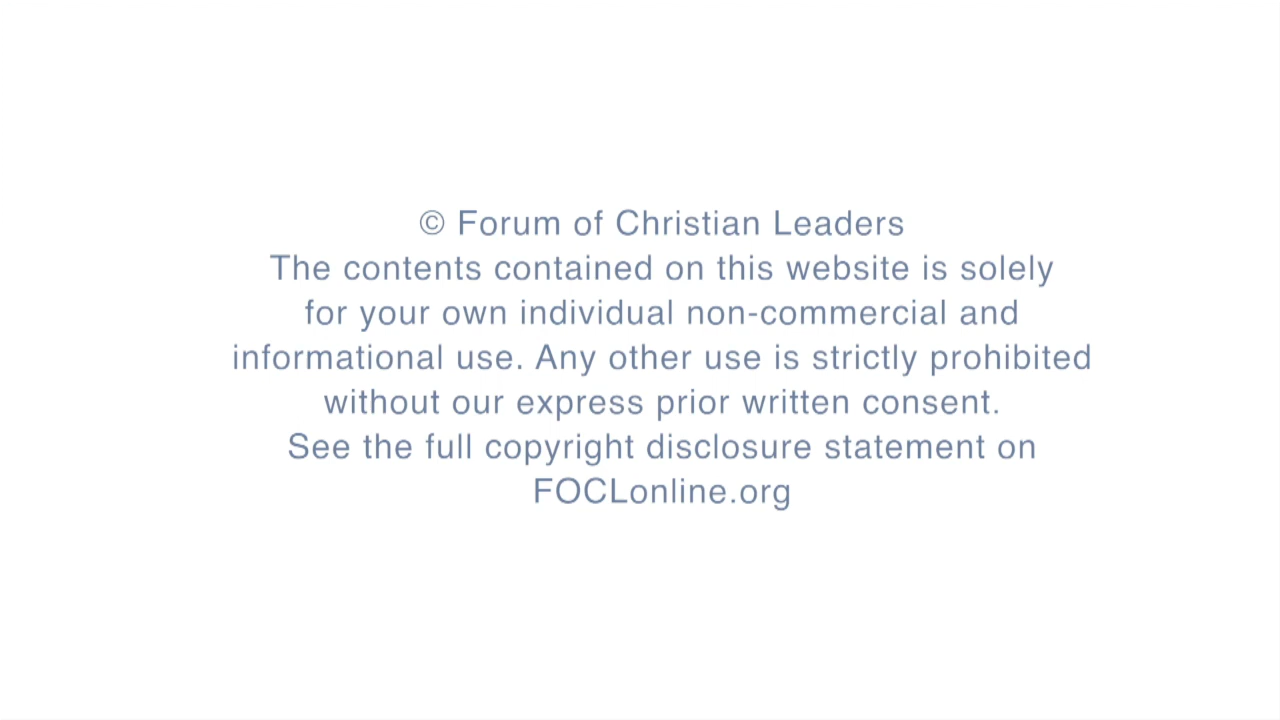 © Forum of Christian Leaders
The contents contained on this website is solely
for your own individual non-commercial and
informational use. Any other use is strictly prohibited
without our express prior written consent.
See the full copyright disclosure statement on
FOCLonline.org